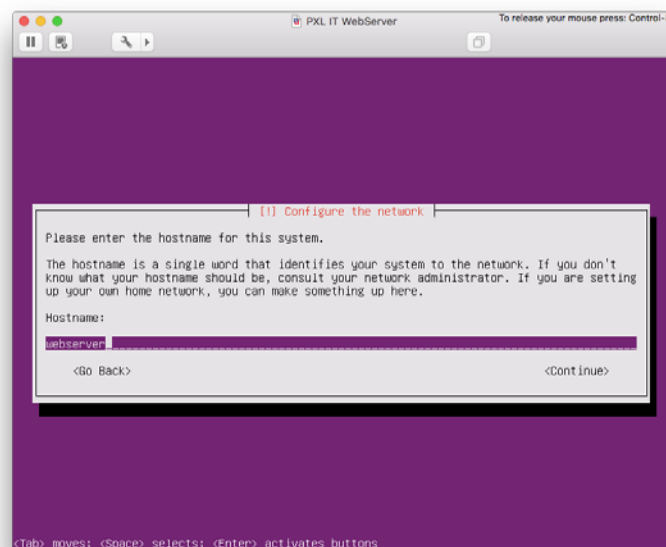 PXL IT WebServer
To release your mouse press: Control-
[!] Configure the network
Please enter the hostname for this system.
The hostname is a single word that identifies your system to the network. If you don't
know what your hostname should be, consult your network administrator. If you are setting
up your own home network, you can make something up here.
Hostname:
webserver
<Go Back> <Continue>
<Tab> moves; <Space> selects; <Enter> activates buttons